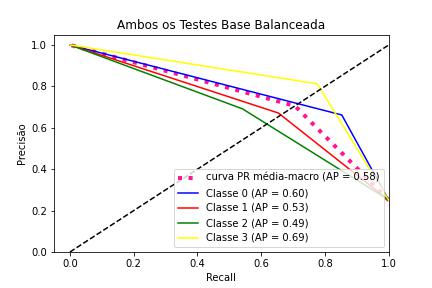 Ambos os Testes Base Balanceada
1.0
0.8
0.6
0.4
0.2
0.0
Precisão
0.0 0.2 0.4 0.6 0.8 1.0
Recall
curva PR média-macro (AP = 0.58)
Classe 0 (AP = 0.60)
Classe 1 (AP = 0.53)
Classe 2 (AP = 0.49)
Classe 3 (AP = 0.69)